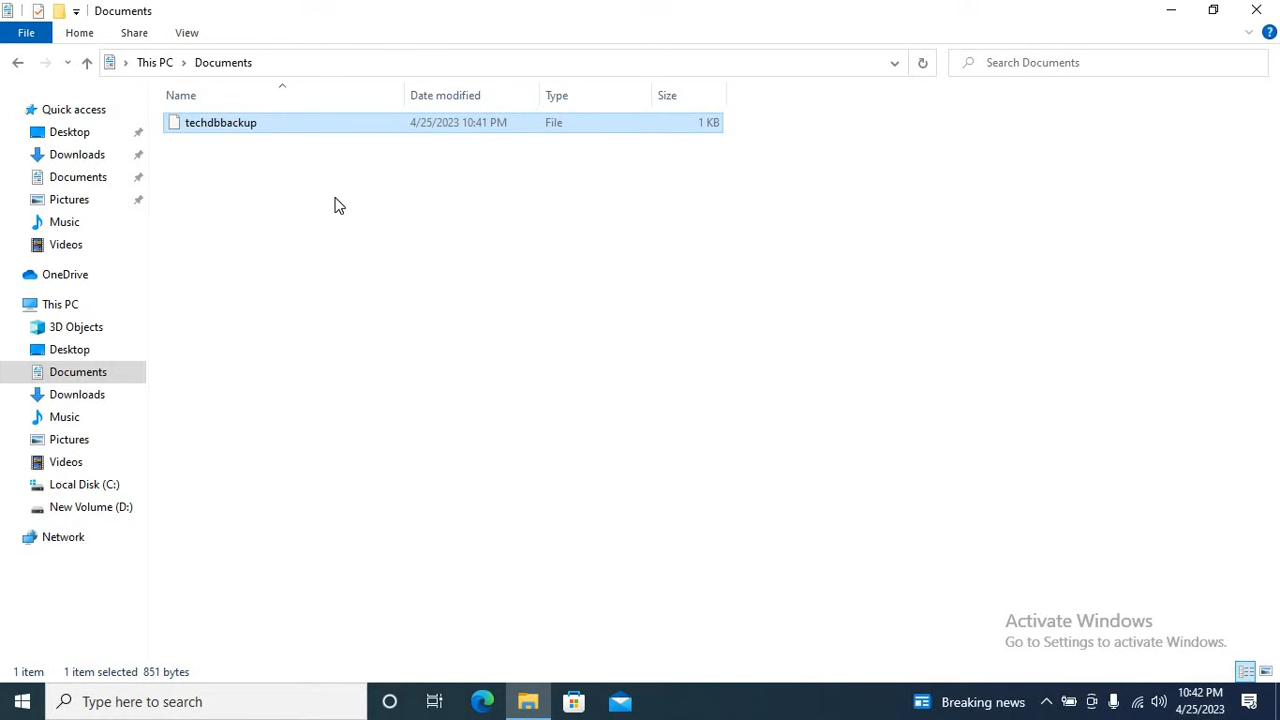 Documents
File Home Share View
This PC Documents Search Documents
Name Date modified Type Size
techdbbackup 4/25/2023 10:41 PM File 1 KB
Quick access
Desktop
Downloads
Documents
Pictures
Music
Videos
OneDrive
This PC
3D Objects
Desktop
Documents
Downloads
Music
Pictures
Videos
Local Disk (C:)
New Volume (D:)
Network
Activate Windows
Go to Settings to activate Windows.
1 item 1 item selected 851 bytes
Type here to search Breaking news 10:42 PM
4/25/2023